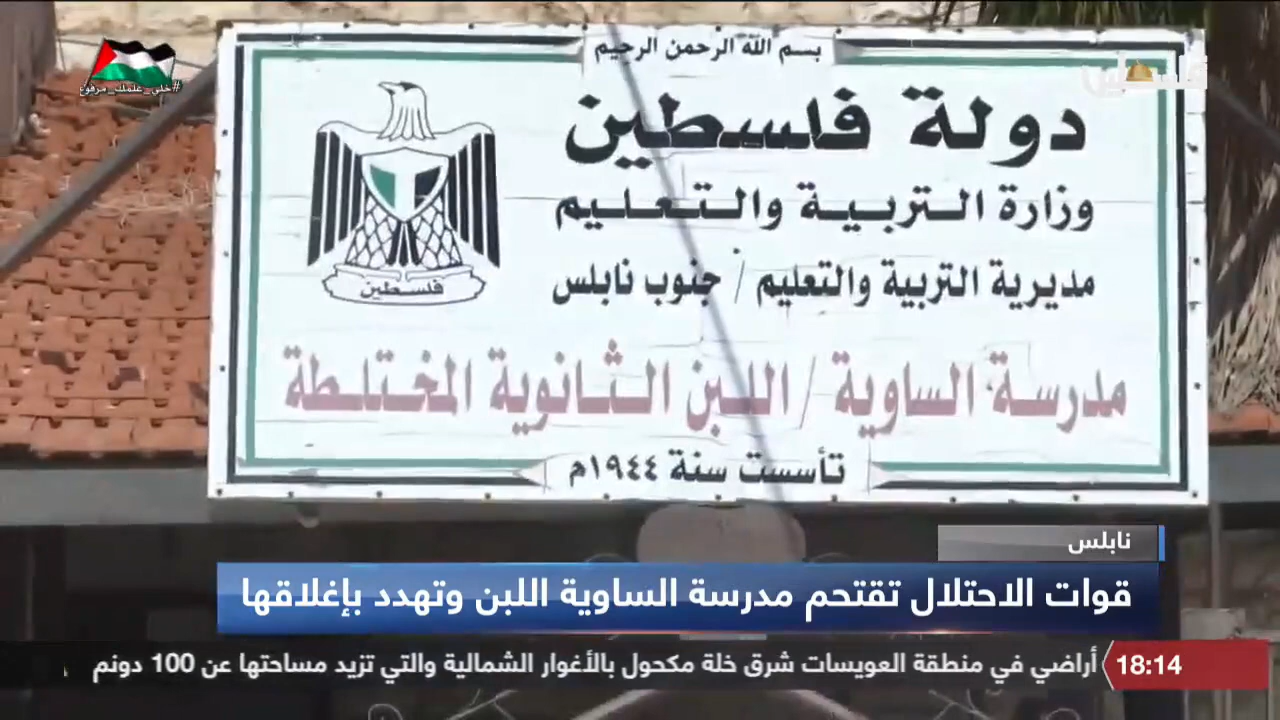 بسم الله الرحمن الرحيم
دولة فلسطين
وزارة التربية والتعليم
مديرية التربية والتعليم / جنوب نابلس
مدرسة الساوية / اللبن الثانوية المختلطة
تأسست سنة ١٩٤٤م
فلسطين
فلسطين
#خلي_علمك_مرفوع
نابلس
قوات الاحتلال تقتحم مدرسة الساوية اللبن وتهدد بإغلاقها
18:14
أراضي في منطقة العويسات شرق خلة مكحول بالأغوار الشمالية والتي تزيد مساحتها عن 100 دونم